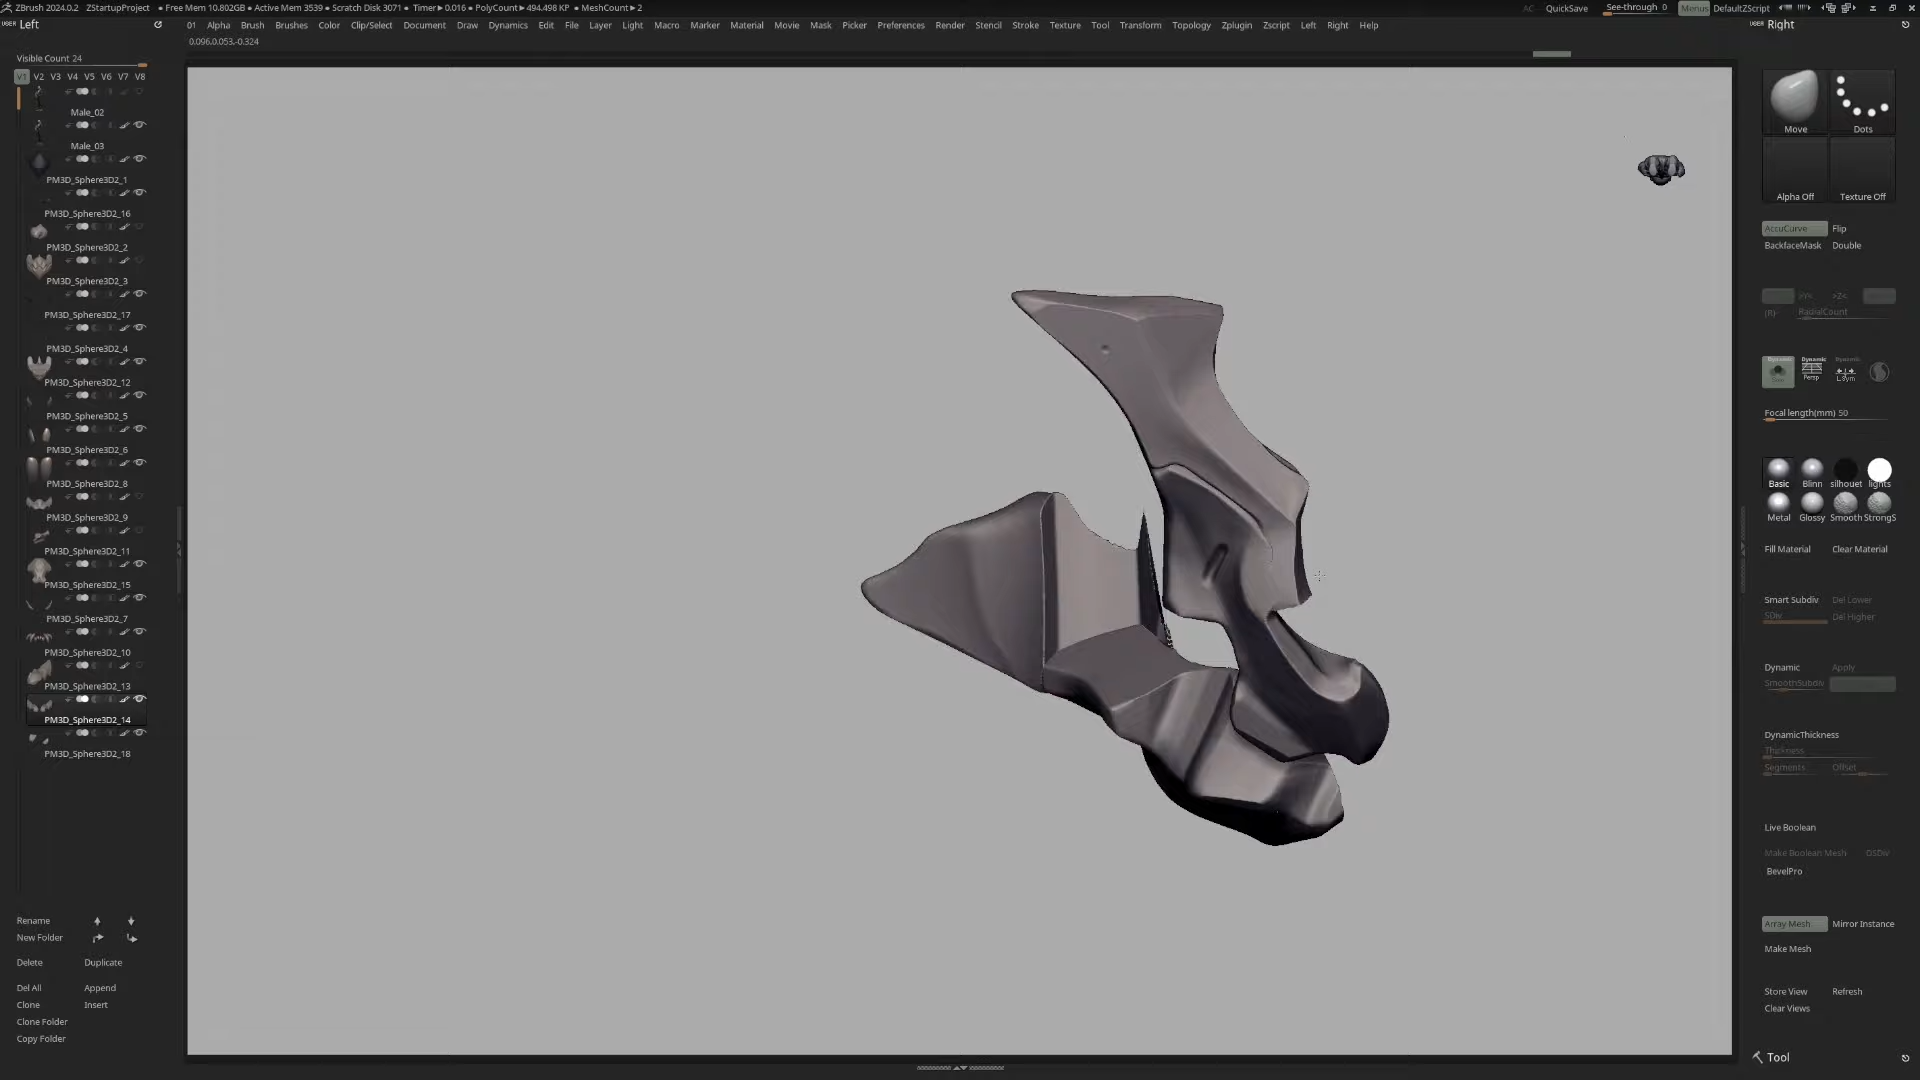 ZBrush 2024.0.2 ZStartupProject • Free Mem 10.802GB • Active Mem 3539 • Scratch Disk 3071 • Timer▸0.016 • PolyCount▸494.498 KP • MeshCount▸2
AC QuickSave See-through 0 Menus DefaultZScript
Left
01 Alpha Brush Brushes Color Clip/Select Document Draw Dynamics Edit File Layer Light Macro Marker Material Movie Mask Picker Preferences Render Stencil Stroke Texture Tool Transform Topology Zplugin Zscript Left Right Help
Right
0.096,0.053,-0.324
Visible Count 24
V1 V2 V3 V4 V5 V6 V7 V8
Male_02
Male_03
PM3D_Sphere3D2_1
PM3D_Sphere3D2_16
PM3D_Sphere3D2_2
PM3D_Sphere3D2_3
PM3D_Sphere3D2_17
PM3D_Sphere3D2_4
PM3D_Sphere3D2_12
PM3D_Sphere3D2_5
PM3D_Sphere3D2_6
PM3D_Sphere3D2_8
PM3D_Sphere3D2_9
PM3D_Sphere3D2_11
PM3D_Sphere3D2_15
PM3D_Sphere3D2_7
PM3D_Sphere3D2_10
PM3D_Sphere3D2_13
PM3D_Sphere3D2_14
PM3D_Sphere3D2_18
Rename
New Folder
Delete Duplicate
Del All Append
Clone Insert
Clone Folder
Copy Folder
Move Dots
Alpha Off Texture Off
AccuCurve Flip
BackfaceMask Double
>Y< >Z<
(R) RadialCount
Dynamic Dynamic Dynamic
Persp L.Sym
Focal length(mm) 50
Basic Blinn silhouet lights
Metal Glossy Smooth StrongS
Fill Material Clear Material
Smart Subdiv Del Lower
SDiv Del Higher
Dynamic Apply
SmoothSubdiv
DynamicThickness
Thickness
Segments Offset
Live Boolean
Make Boolean Mesh DSDiv
BevelPro
Array Mesh Mirror Instance
Make Mesh
Store View Refresh
Clear Views
Tool